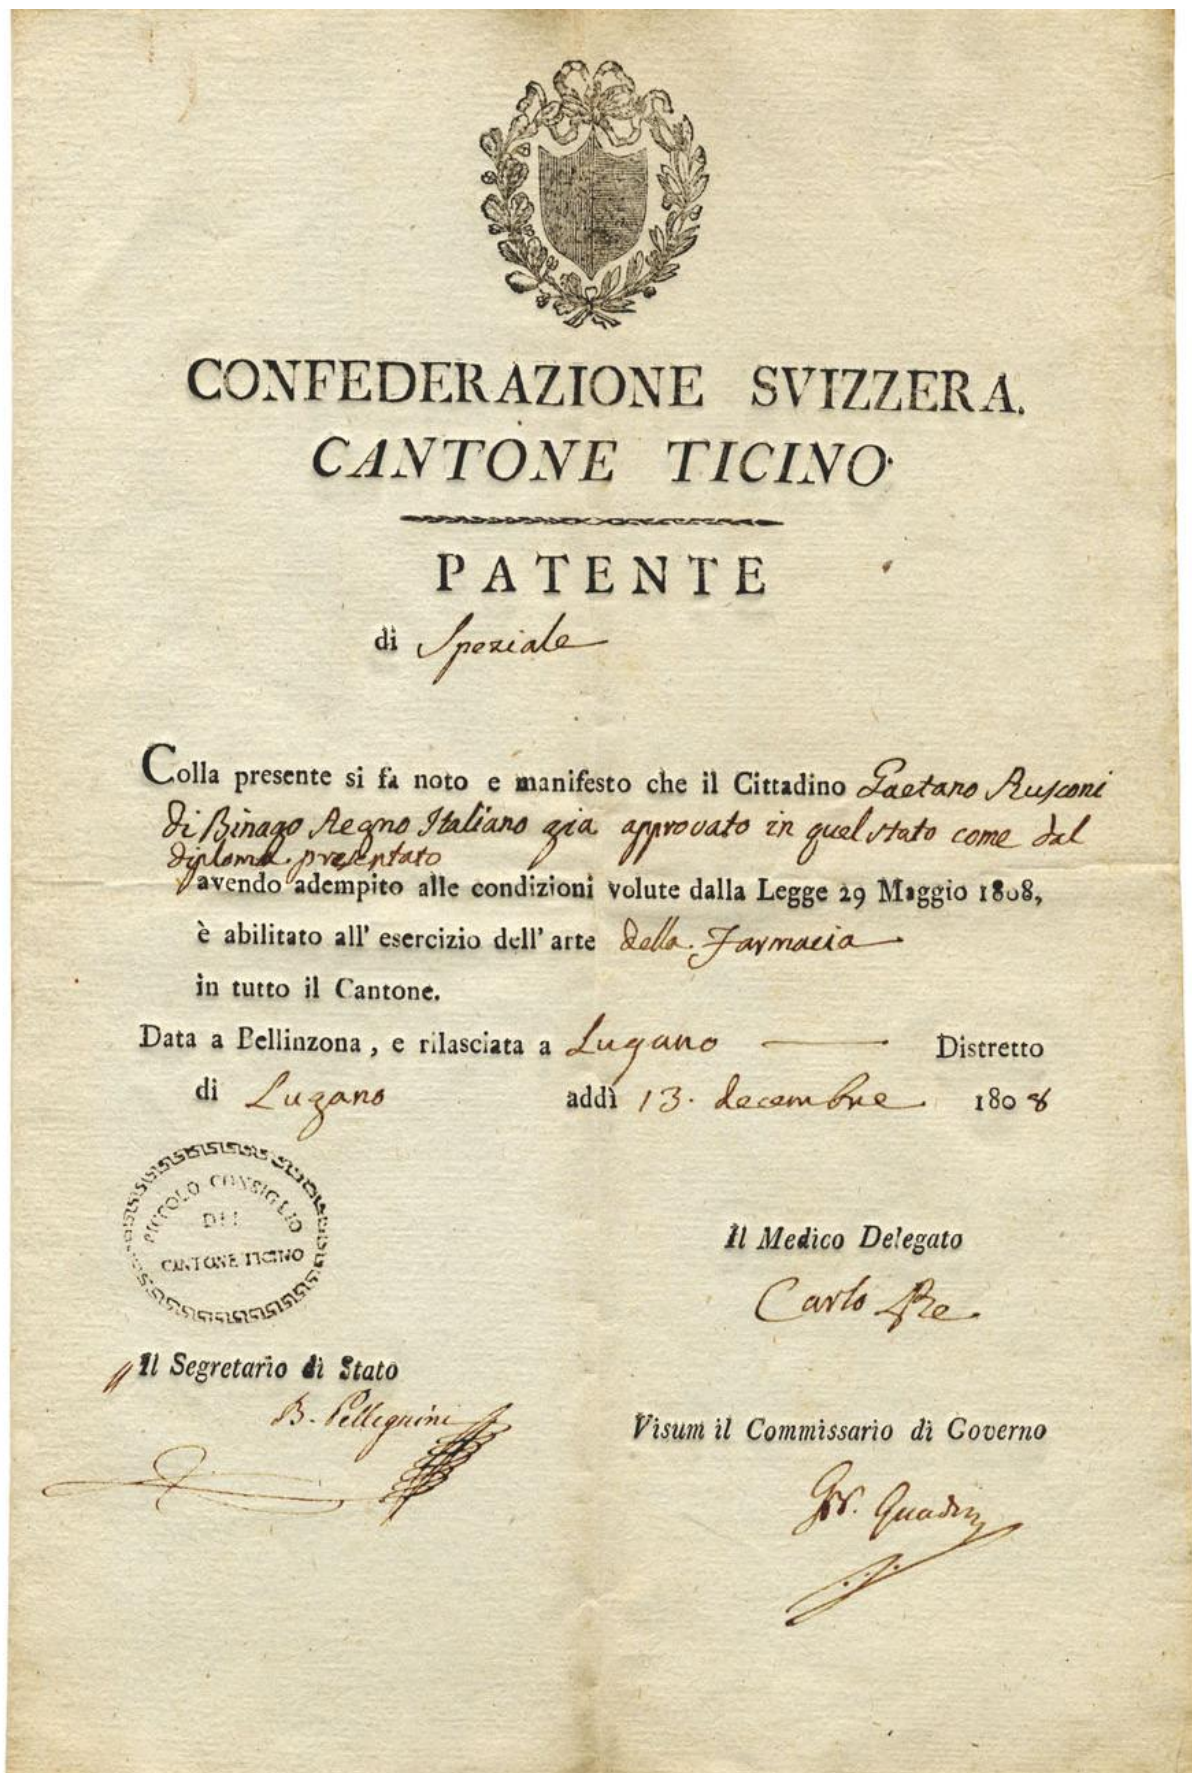 CONFEDERAZIONE SVIZZERA.
CANTONE TICINO
PATENTE
di Speziale
Colla presente si fà noto e manifesto che il Cittadino Gaetano Rusconi
di Binago Regno Italiano gia approvato in quel stato come dal
diploma presentato
avendo adempito alle condizioni volute dalla Legge 29 Maggio 1808,
è abilitato all' esercizio dell' arte della Farmacia
in tutto il Cantone.
Data a Bellinzona, e rilasciata a Lugano Distretto
di Lugano addì 13. decembre 1808
PICCOLO CONSIGLIO
DEL
CANTONE TICINO
Il Medico Delegato
Carlo Re
Il Segretario di Stato
B. Pellegrini
Visum il Commissario di Governo
Quadri